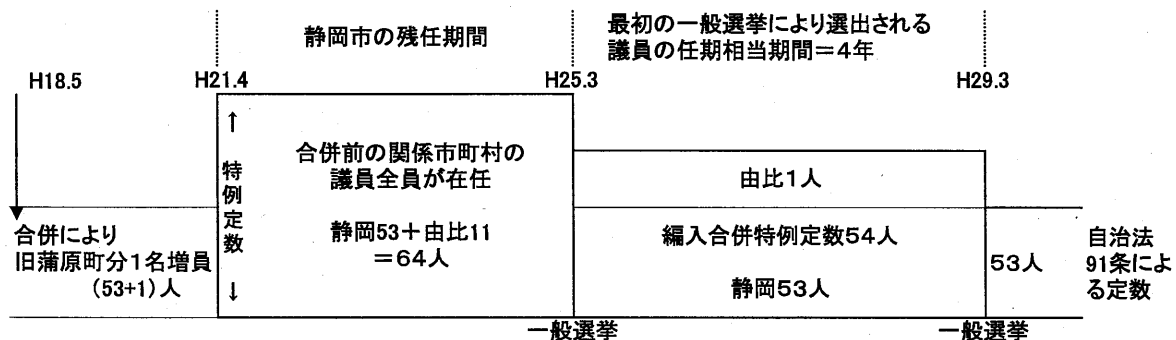 静岡市の残任期間
最初の一般選挙により選出される
議員の任期相当期間＝4年
H18.5
H21.4
H25.3
H29.3
↑
特例定数
↓
合併前の関係市町村の
議員全員が在任
静岡53＋由比11
＝64人
由比1人
合併により
旧蒲原町分1名増員
(53+1)人
編入合併特例定数54人
静岡53人
53人
自治法
91条によ
る定数
一般選挙
一般選挙